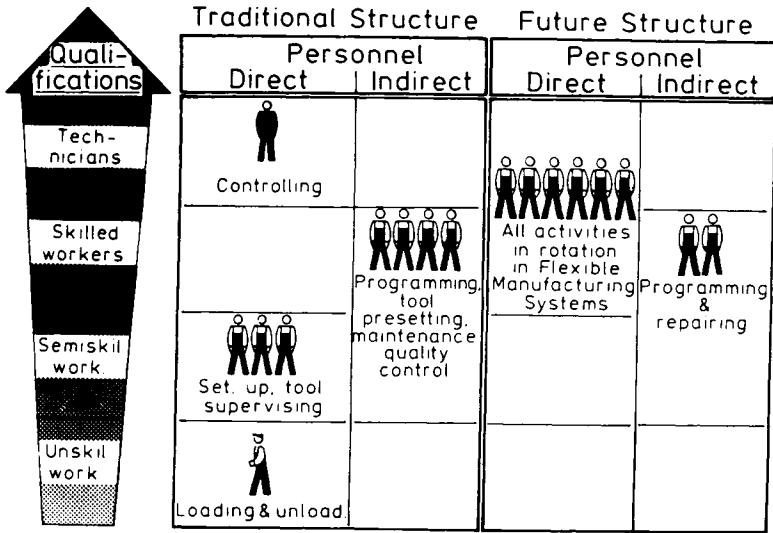 Traditional Structure
Future Structure
Quali-
fications
Personnel
Direct
Indirect
Personnel
Direct
Indirect
Tech-
nicians
Controlling
Skilled
workers
Programming,
tool
presetting,
maintenance
quality
control
All activities
in rotation
in Flexible
Manufacturing
Systems
Programming
&
repairing
Semiskil
work.
Set. up, tool
supervising
Unskil
work
Loading & unload.